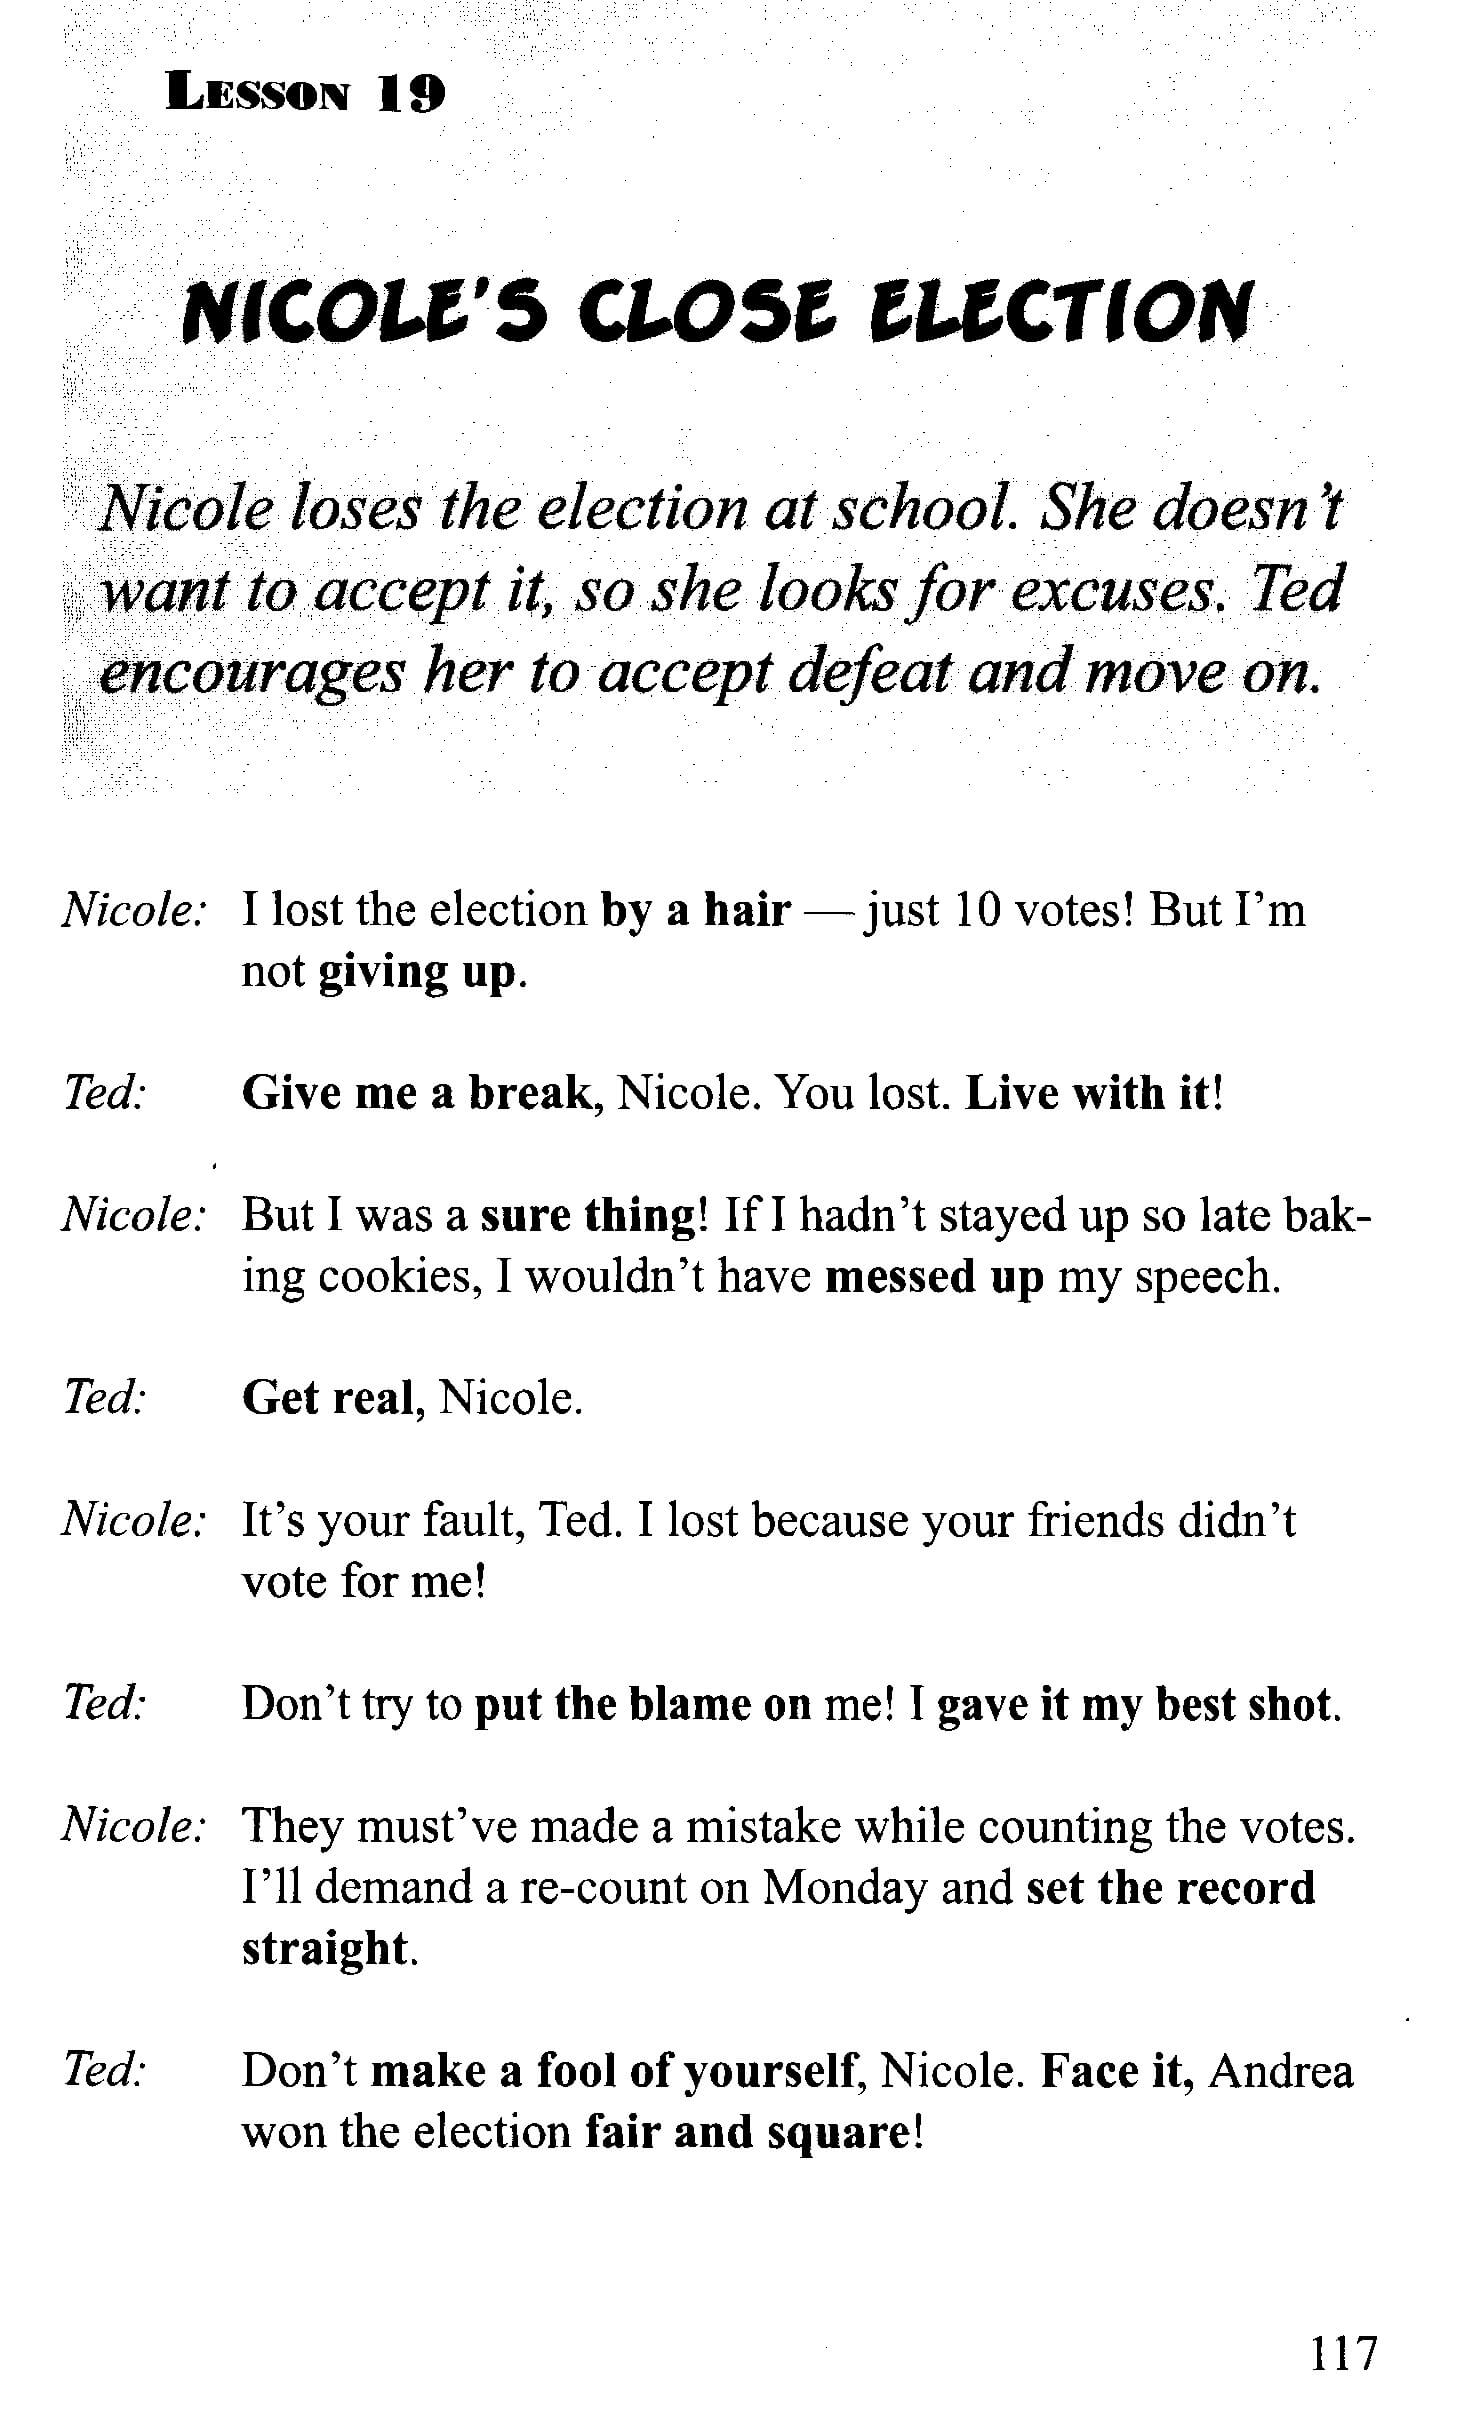 LESSON 19
NICOLE'S CLOSE ELECTION
Nicole loses the election at school. She doesn't
want to accept it, so she looks for excuses. Ted
encourages her to accept defeat and move on.
Nicole: I lost the election by a hair — just 10 votes! But I'm
not giving up.
Ted: Give me a break, Nicole. You lost. Live with it!
Nicole: But I was a sure thing! If I hadn't stayed up so late bak-
ing cookies, I wouldn't have messed up my speech.
Ted: Get real, Nicole.
Nicole: It's your fault, Ted. I lost because your friends didn't
vote for me!
Ted: Don't try to put the blame on me! I gave it my best shot.
Nicole: They must've made a mistake while counting the votes.
I'll demand a re-count on Monday and set the record
straight.
Ted: Don't make a fool of yourself, Nicole. Face it, Andrea
won the election fair and square!
117